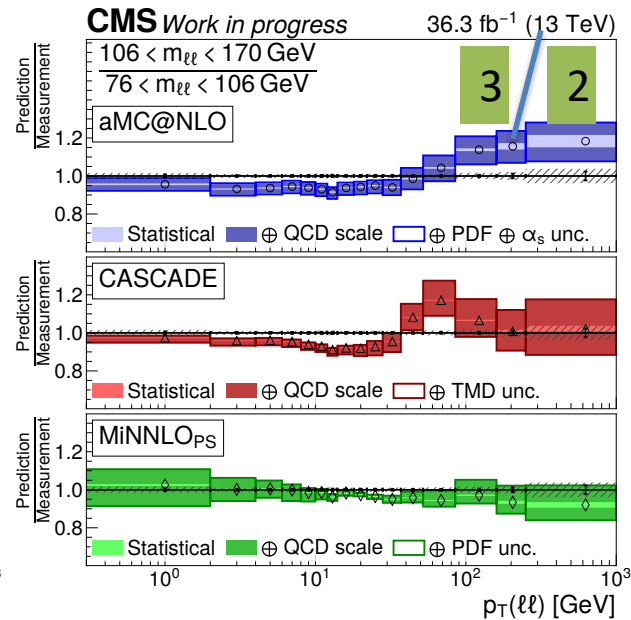 CMS Work in progress 36.3 fb⁻¹ (13 TeV)
106 < mℓℓ < 170 GeV
76 < mℓℓ < 106 GeV
3 2
Prediction
Measurement
aMC@NLO
1.2
1.0
0.8
Statistical ⊕ QCD scale ⊕ PDF ⊕ αs unc.
Prediction
Measurement
CASCADE
1.2
1.0
0.8
Statistical ⊕ QCD scale ⊕ TMD unc.
Prediction
Measurement
MiNNLOPS
1.2
1.0
0.8
Statistical ⊕ QCD scale ⊕ PDF unc.
10⁰ 10¹ 10² 10³
pT(ℓℓ) [GeV]